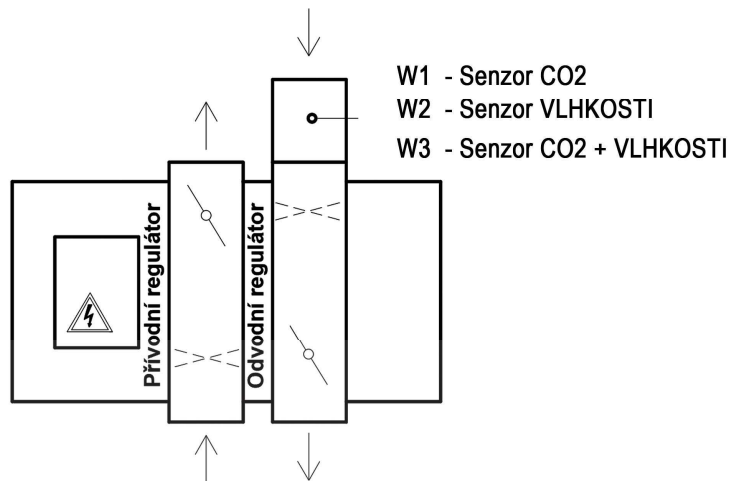 W1 - Senzor CO2
W2 - Senzor VLHKOSTI
W3 - Senzor CO2 + VLHKOSTI
Přívodní regulátor
Odvodní regulátor